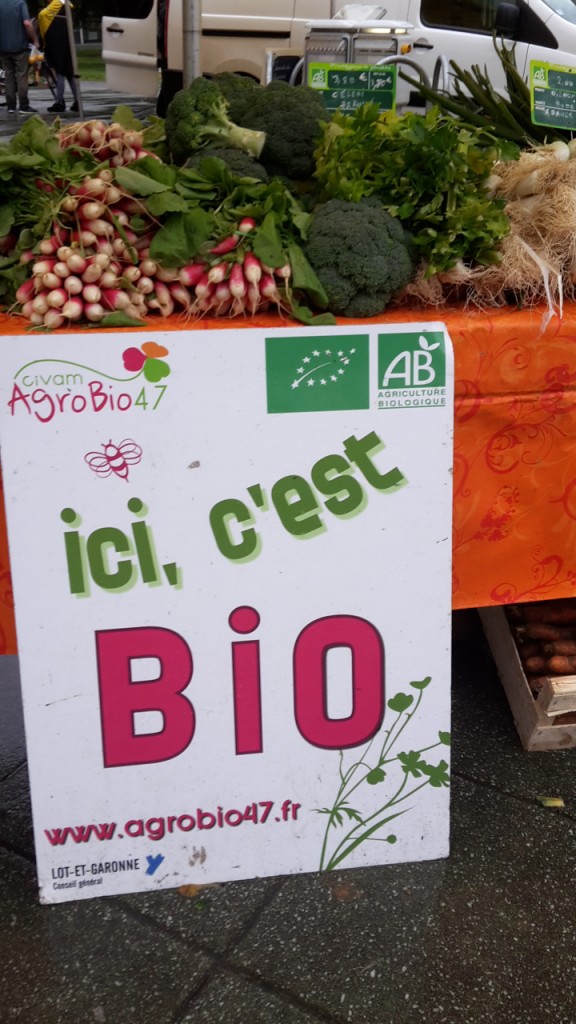 civam
AgroBio47
AB
AGRICULTURE
BIOLOGIQUE
ici, c'est
BiO
www.agrobio47.fr
LOT-ET-GARONNE
Conseil général